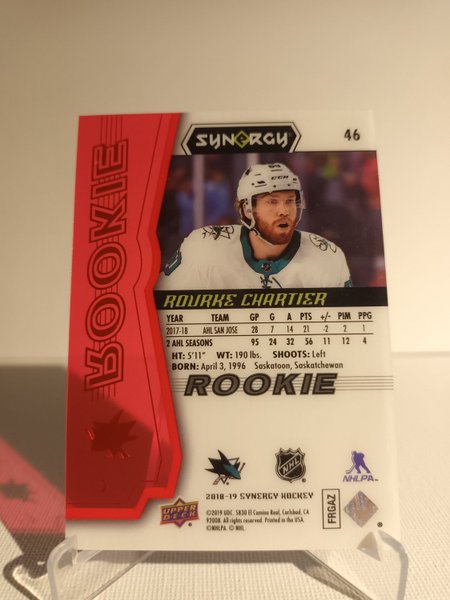 SYNERGY
46
ROOKIE
ROURKE CHARTIER
YEAR TEAM GP G A PTS +/- PIM PPG
2017-18 AHL SAN JOSE 28 7 14 21 -2 2 1
2 AHL SEASONS 95 24 32 56 11 12 4
HT: 5'11" WT: 190 lbs. SHOOTS: Left
BORN: April 3, 1996 Saskatoon, Saskatchewan
ROOKIE
NHL
NHLPA
2018-19 SYNERGY HOCKEY
UPPER DECK
©2019 UDC. 5830 El Camino Real, Carlsbad, CA
92008. All rights reserved. Printed in the USA.
©NHLPA. © NHL.
FRGAZ